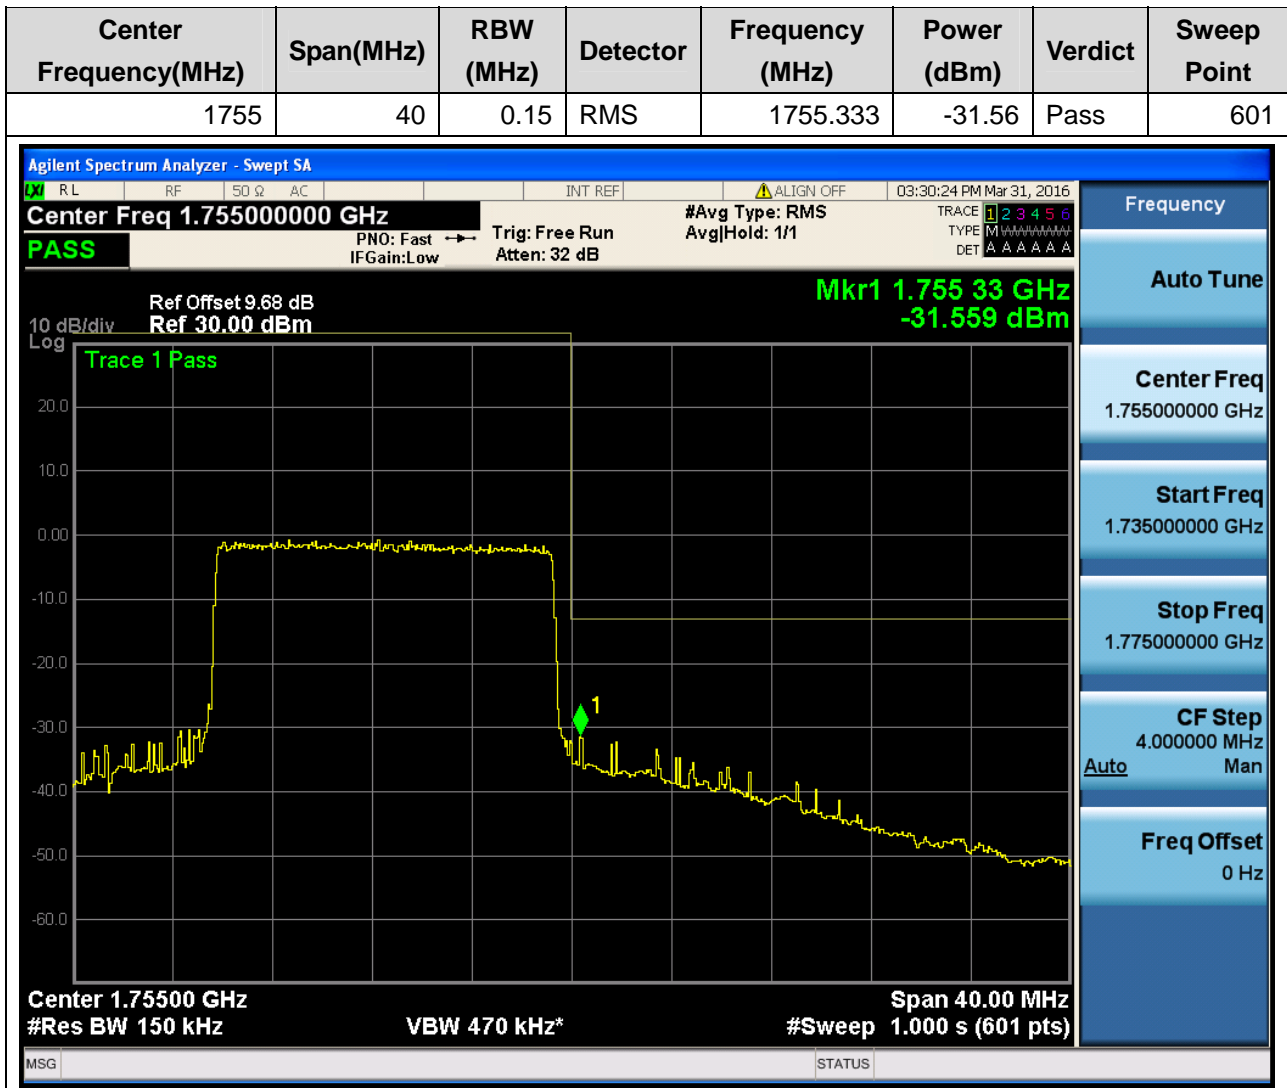 Center Frequency(MHz) Span(MHz) RBW (MHz) Detector Frequency (MHz) Power (dBm) Verdict Sweep Point
1755 40 0.15 RMS 1755.333 -31.56 Pass 601
Agilent Spectrum Analyzer - Swept SA
LXI RL RF 50 Ω AC INT REF ALIGN OFF 03:30:24 PM Mar 31, 2016
Center Freq 1.755000000 GHz
#Avg Type: RMS
TRACE 1 2 3 4 5 6
PASS
PNO: Fast
IFGain:Low
Trig: Free Run
Atten: 32 dB
Avg|Hold: 1/1
TYPE M WWWWW
DET A A A A A A
Mkr1 1.755 33 GHz
-31.559 dBm
Ref Offset 9.68 dB
10 dB/div Ref 30.00 dBm
Log
Trace 1 Pass
20.0
10.0
0.00
-10.0
-20.0
-30.0
-40.0
-50.0
-60.0
1
Center 1.75500 GHz Span 40.00 MHz
#Res BW 150 kHz VBW 470 kHz* #Sweep 1.000 s (601 pts)
MSG STATUS
Frequency
Auto Tune
Center Freq
1.755000000 GHz
Start Freq
1.735000000 GHz
Stop Freq
1.775000000 GHz
CF Step
4.000000 MHz
Auto Man
Freq Offset
0 Hz